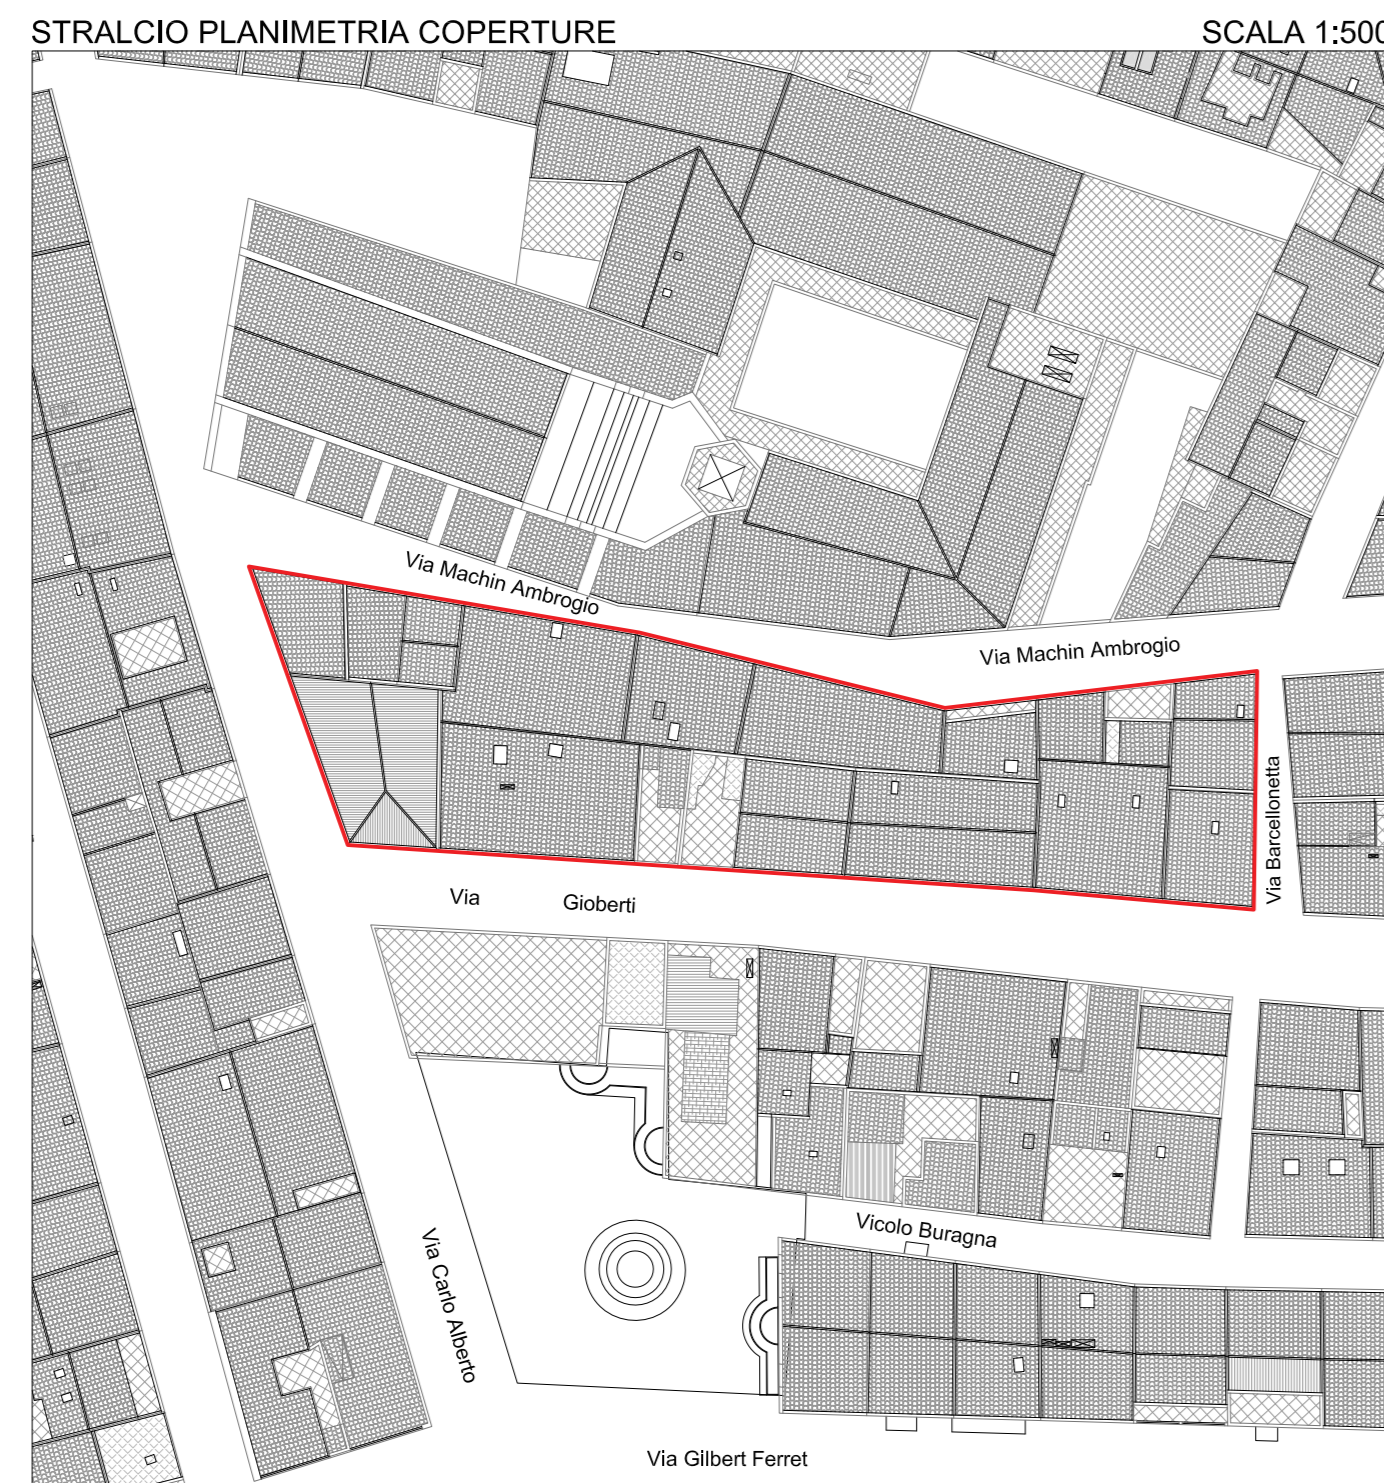 STRALCIO PLANIMETRIA COPERTURE
SCALA 1:500
Via Machin Ambrogio
Via Machin Ambrogio
Via Barcellonetta
Via Gioberti
Vicolo Buragna
Via Carlo Alberto
Via Gilbert Ferret